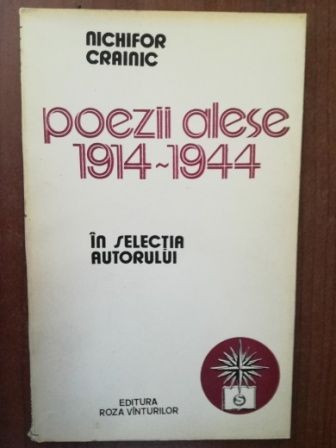 NICHIFOR
CRAINIC
poezii alese
1914~1944
ÎN SELECȚIA
AUTORULUI
EDITURA
ROZA VÎNTURILOR